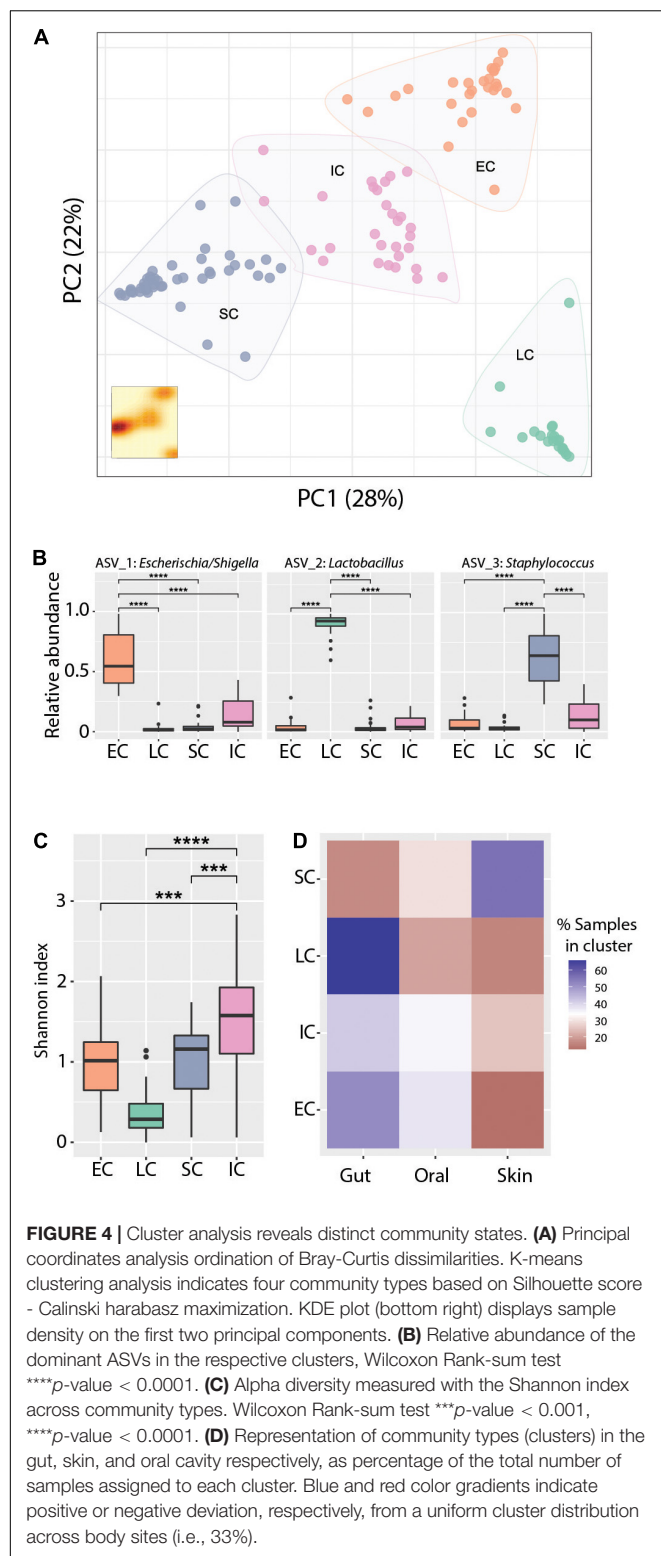 A
IC
EC
SC
LC
PC2 (22%)
PC1 (28%)
B
ASV_1: Escherischia/Shigella
ASV_2: Lactobacillus
ASV_3: Staphylococcus
****
****
****
****
****
****
****
****
****
Relative abundance
1.0
0.5
0
EC LC SC IC
EC LC SC IC
EC LC SC IC
C
****
***
***
Shannon index
3
2
1
0
EC LC SC IC
D
SC
LC
IC
EC
Gut Oral Skin
% Samples
in cluster
60
50
40
30
20
FIGURE 4 | Cluster analysis reveals distinct community states. (A) Principal
coordinates analysis ordination of Bray-Curtis dissimilarities. K-means
clustering analysis indicates four community types based on Silhouette score
- Calinski harabasz maximization. KDE plot (bottom right) displays sample
density on the first two principal components. (B) Relative abundance of the
dominant ASVs in the respective clusters, Wilcoxon Rank-sum test
****p-value < 0.0001. (C) Alpha diversity measured with the Shannon index
across community types. Wilcoxon Rank-sum test ***p-value < 0.001,
****p-value < 0.0001. (D) Representation of community types (clusters) in the
gut, skin, and oral cavity respectively, as percentage of the total number of
samples assigned to each cluster. Blue and red color gradients indicate
positive or negative deviation, respectively, from a uniform cluster distribution
across body sites (i.e., 33%).